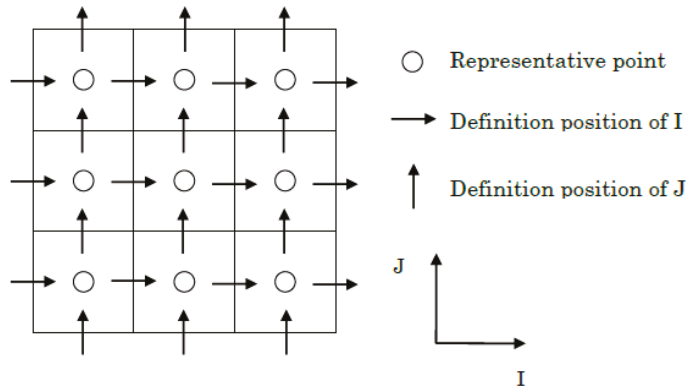 Representative point
Definition position of I
Definition position of J
J
I